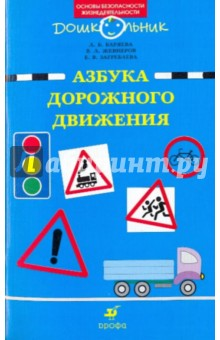 ОСНОВЫ БЕЗОПАСНОСТИ
ЖИЗНЕДЕЯТЕЛЬНОСТИ
ДОШКОЛЬНИК
АЗБУКА
ДОРОЖНОГО
ДВИЖЕНИЯ
дрофа